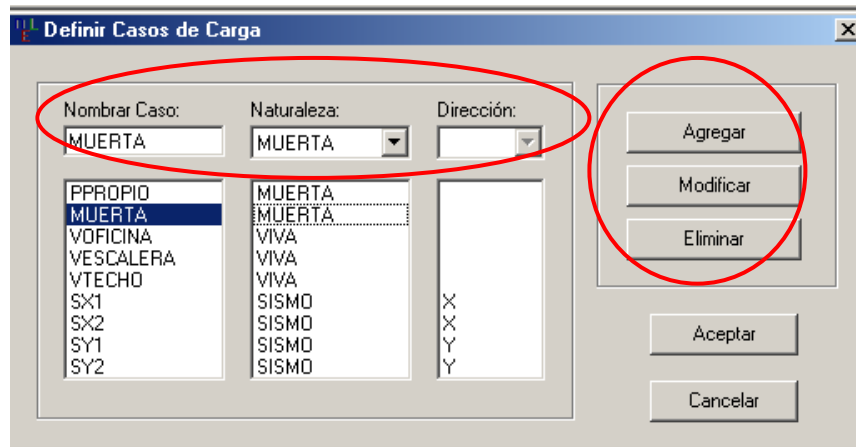 Definir Casos de Carga
Nombrar Caso: Naturaleza: Dirección:
MUERTA MUERTA
PPROPIO MUERTA
MUERTA MUERTA
VOFICINA VIVA
VESCALERA VIVA
VTECHO VIVA
SX1 SISMO X
SX2 SISMO X
SY1 SISMO Y
SY2 SISMO Y
Agregar
Modificar
Eliminar
Aceptar
Cancelar